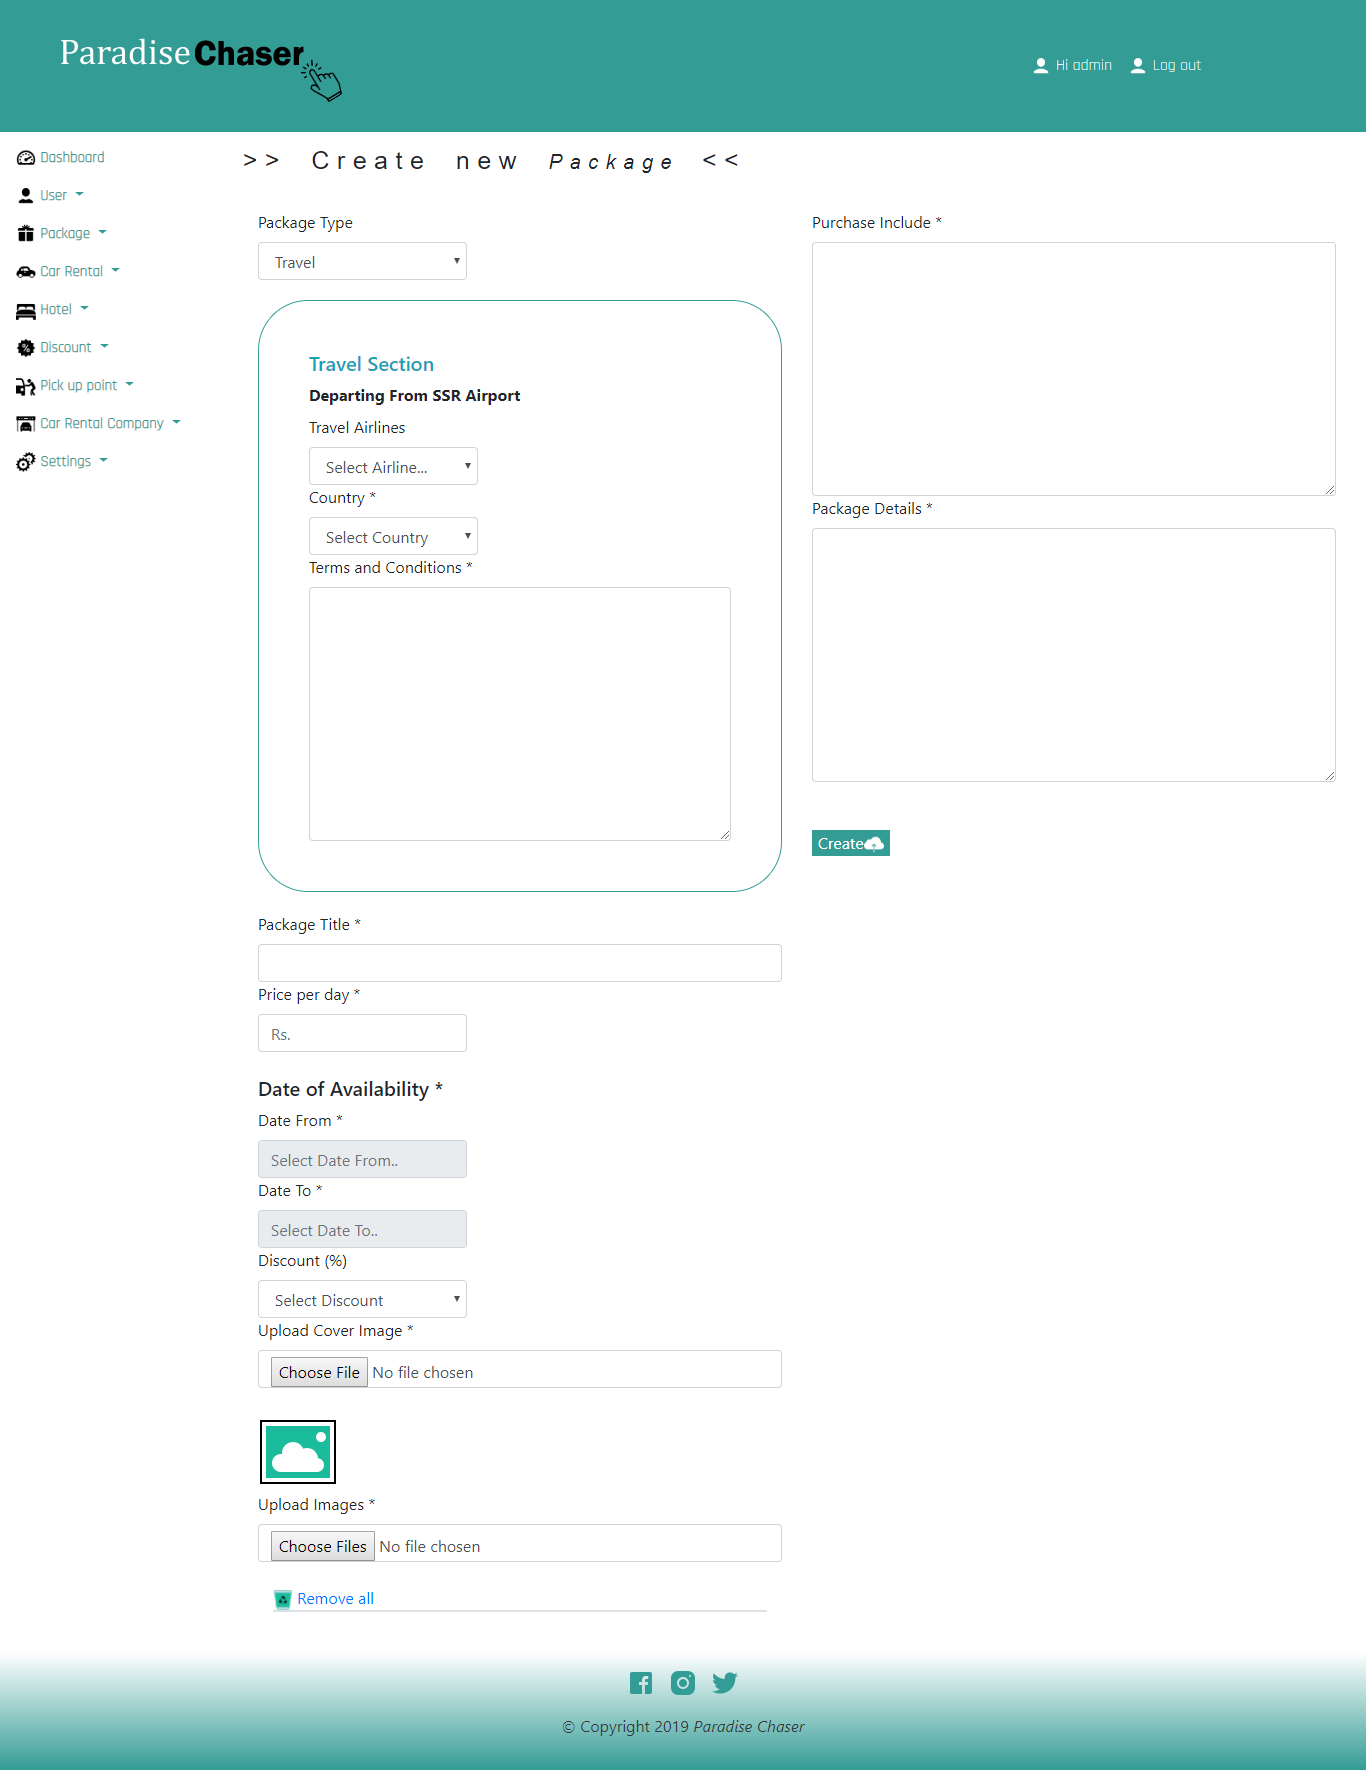 Paradise Chaser
Hi admin
Log out
Dashboard
User
Package
Car Rental
Hotel
Discount
Pick up point
Car Rental Company
Settings
>> Create new Package <<
Package Type
Travel
Travel Section
Departing From SSR Airport
Travel Airlines
Select Airline...
Country *
Select Country
Terms and Conditions *
Package Title *
Price per day *
Rs.
Date of Availability *
Date From *
Select Date From..
Date To *
Select Date To..
Discount (%)
Select Discount
Upload Cover Image *
Choose File No file chosen
Upload Images *
Choose Files No file chosen
Remove all
Purchase Include *
Package Details *
Create
© Copyright 2019 Paradise Chaser